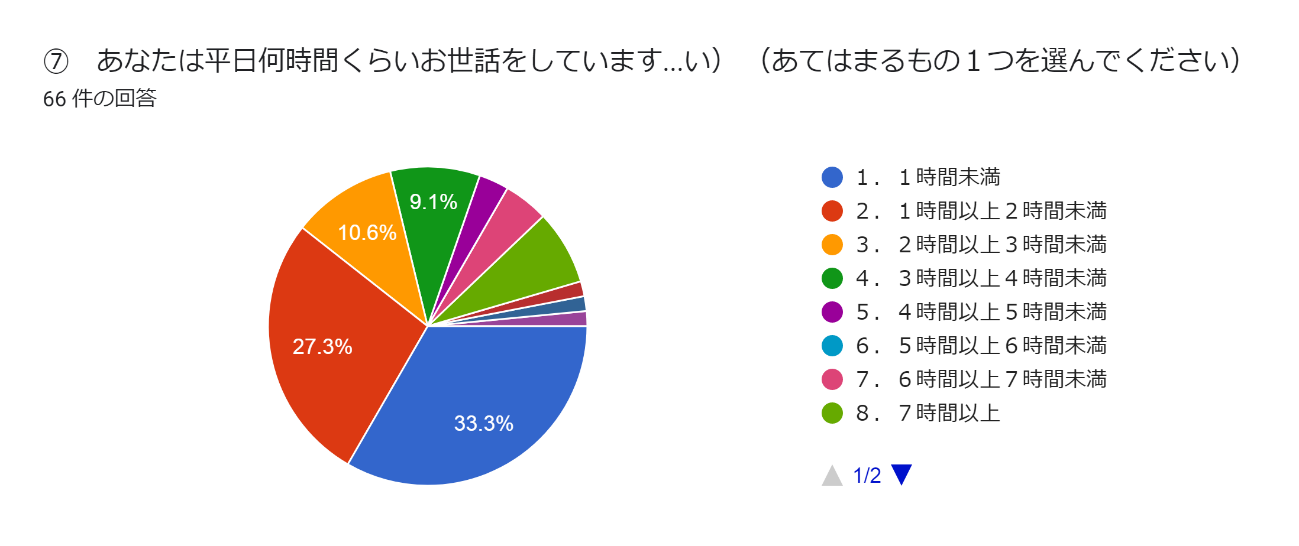 ⑦　あなたは平日何時間くらいお世話をしています...い）　（あてはまるもの１つを選んでください）
66 件の回答
１．１時間未満
２．１時間以上２時間未満
３．２時間以上３時間未満
４．３時間以上４時間未満
５．４時間以上５時間未満
６．５時間以上６時間未満
７．６時間以上７時間未満
８．７時間以上
1/2
9.1%
10.6%
27.3%
33.3%